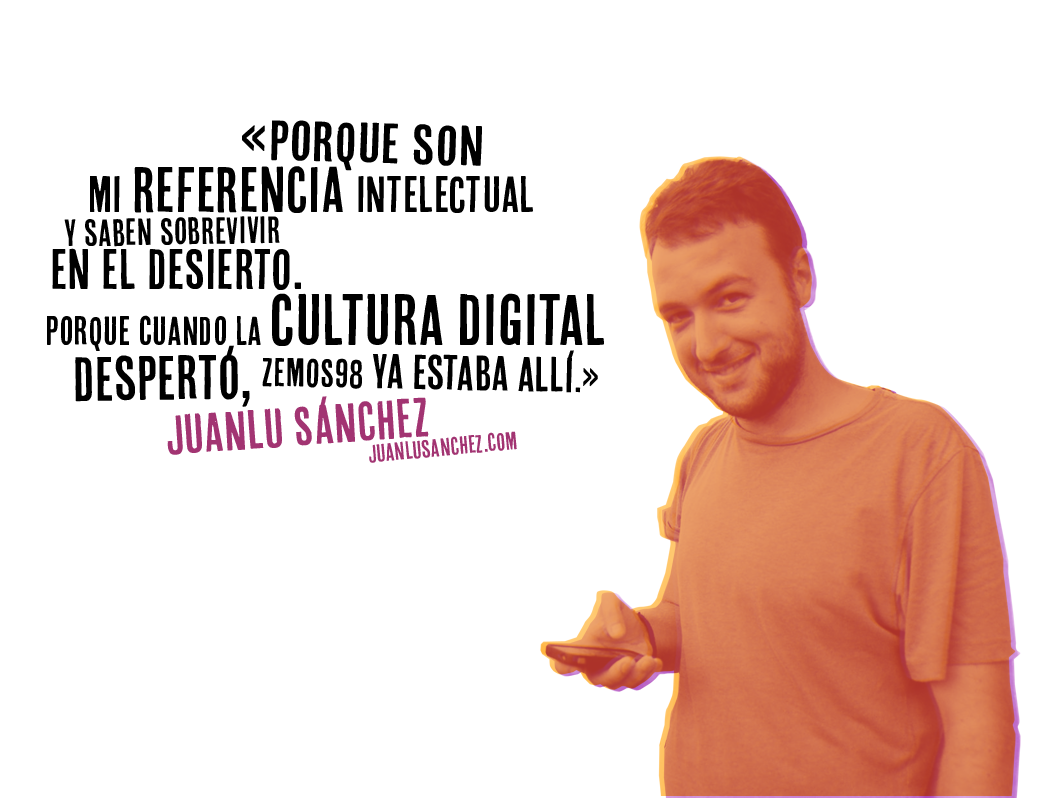 «PORQUE SON
MI REFERENCIA INTELECTUAL
Y SABEN SOBREVIVIR
EN EL DESIERTO.
PORQUE CUANDO LA CULTURA DIGITAL
DESPERTÓ, ZEMOS98 YA ESTABA ALLÍ.»
JUANLU SÁNCHEZ
JUANLUSANCHEZ.COM